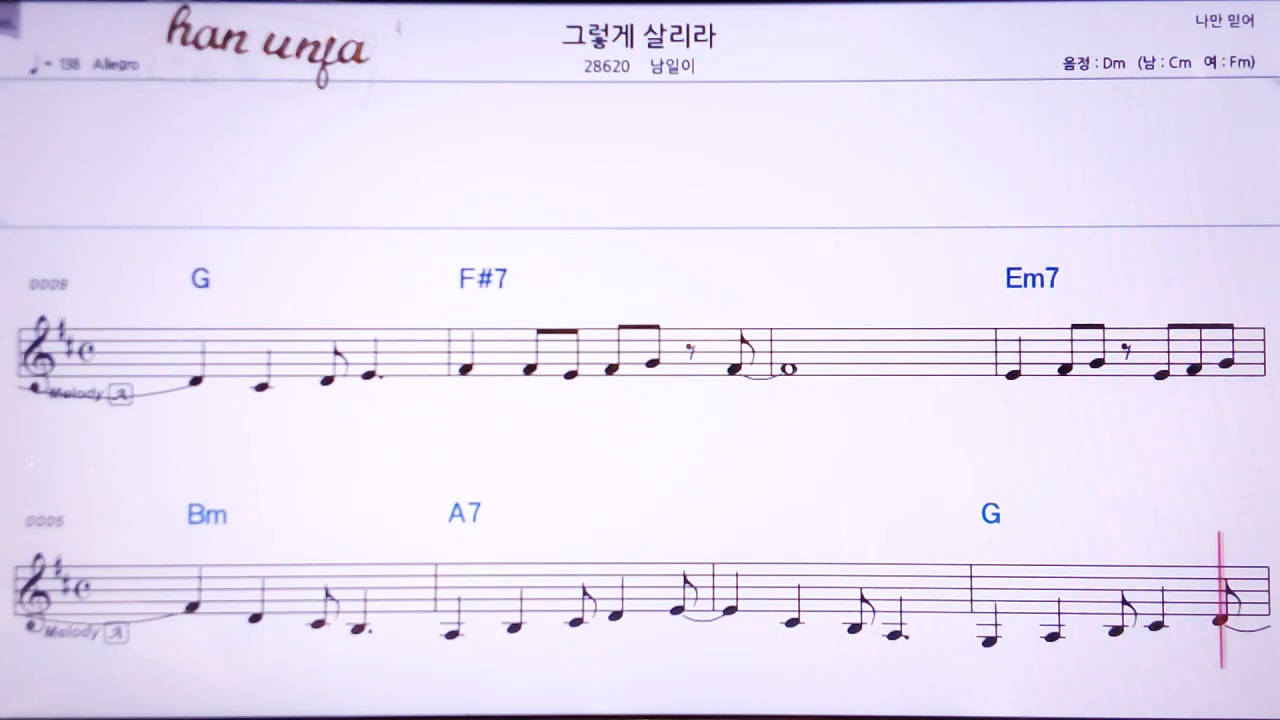 han unfa
그렇게 살리라
나만 믿어
♩= 138 Allegro
28620 남일이
음정 : Dm (남 : Cm 여 : Fm)
0009
G F#7 Em7
Melody A
0005
Bm A7 G
Melody A